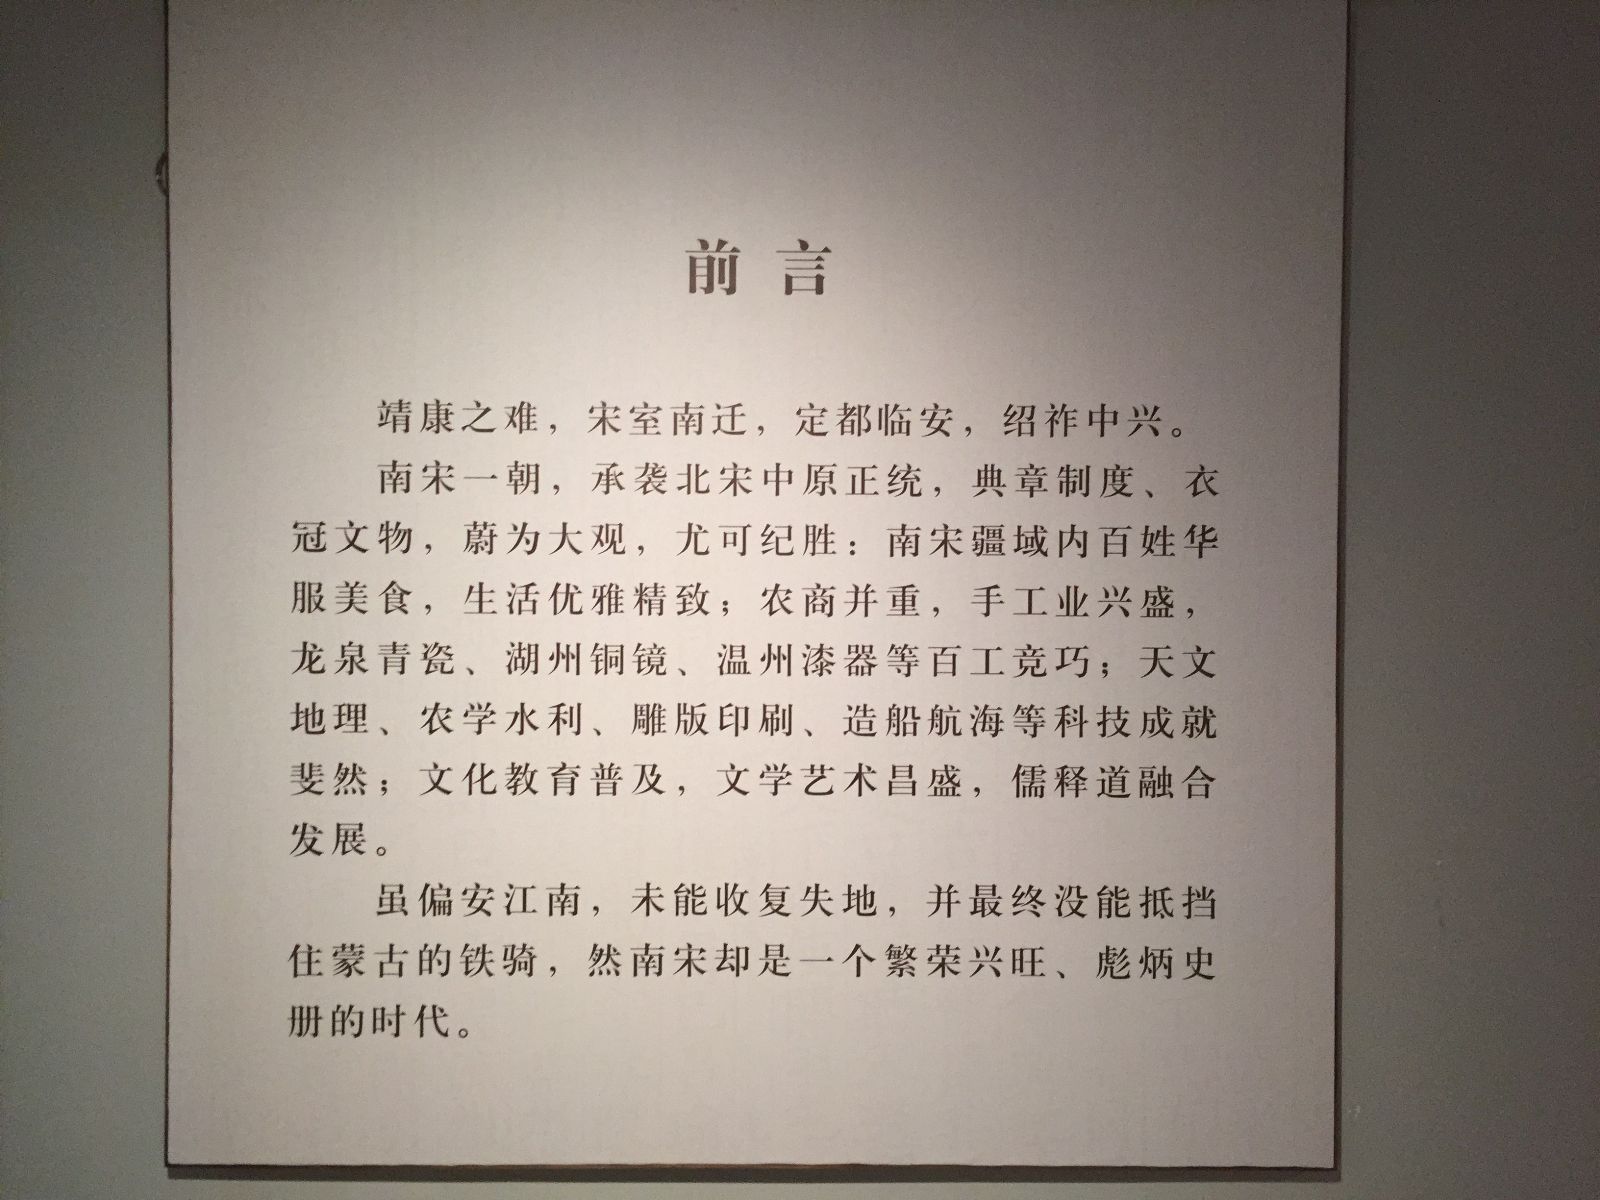 前言
靖康之难，宋室南迁，定都临安，绍祚中兴。
南宋一朝，承袭北宋中原正统，典章制度、衣
冠文物，蔚为大观，尤可纪胜：南宋疆域内百姓华
服美食，生活优雅精致；农商并重，手工业兴盛，
龙泉青瓷、湖州铜镜、温州漆器等百工竞巧；天文
地理、农学水利、雕版印刷、造船航海等科技成就
斐然；文化教育普及，文学艺术昌盛，儒释道融合
发展。
虽偏安江南，未能收复失地，并最终没能抵挡
住蒙古的铁骑，然南宋却是一个繁荣兴旺、彪炳史
册的时代。